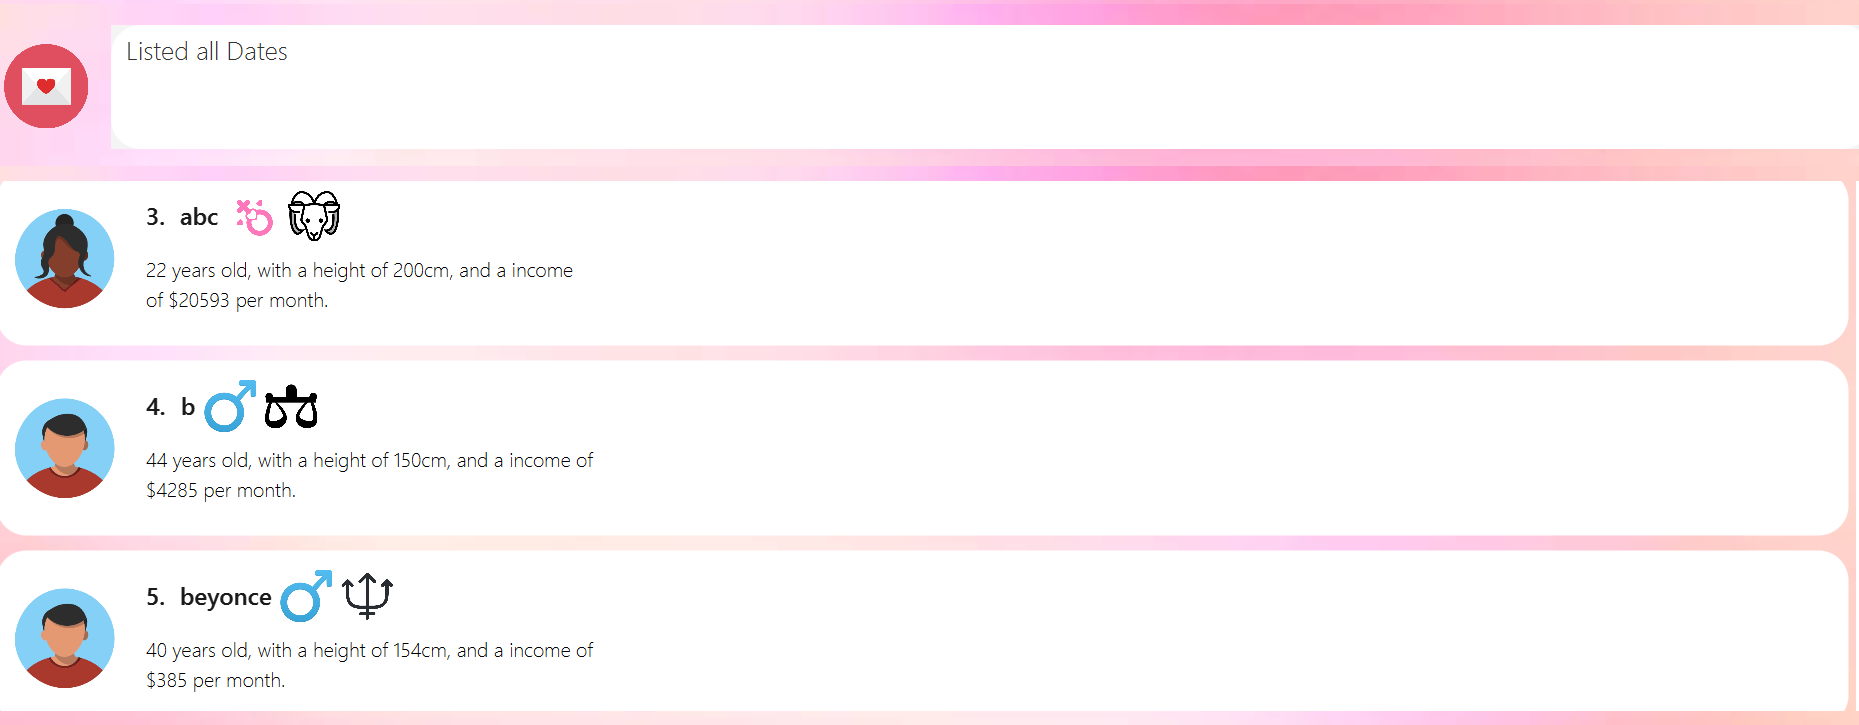 Listed all Dates
3. abc
22 years old, with a height of 200cm, and a income
of $20593 per month.
4. b
44 years old, with a height of 150cm, and a income of
$4285 per month.
5. beyonce
40 years old, with a height of 154cm, and a income of
$385 per month.